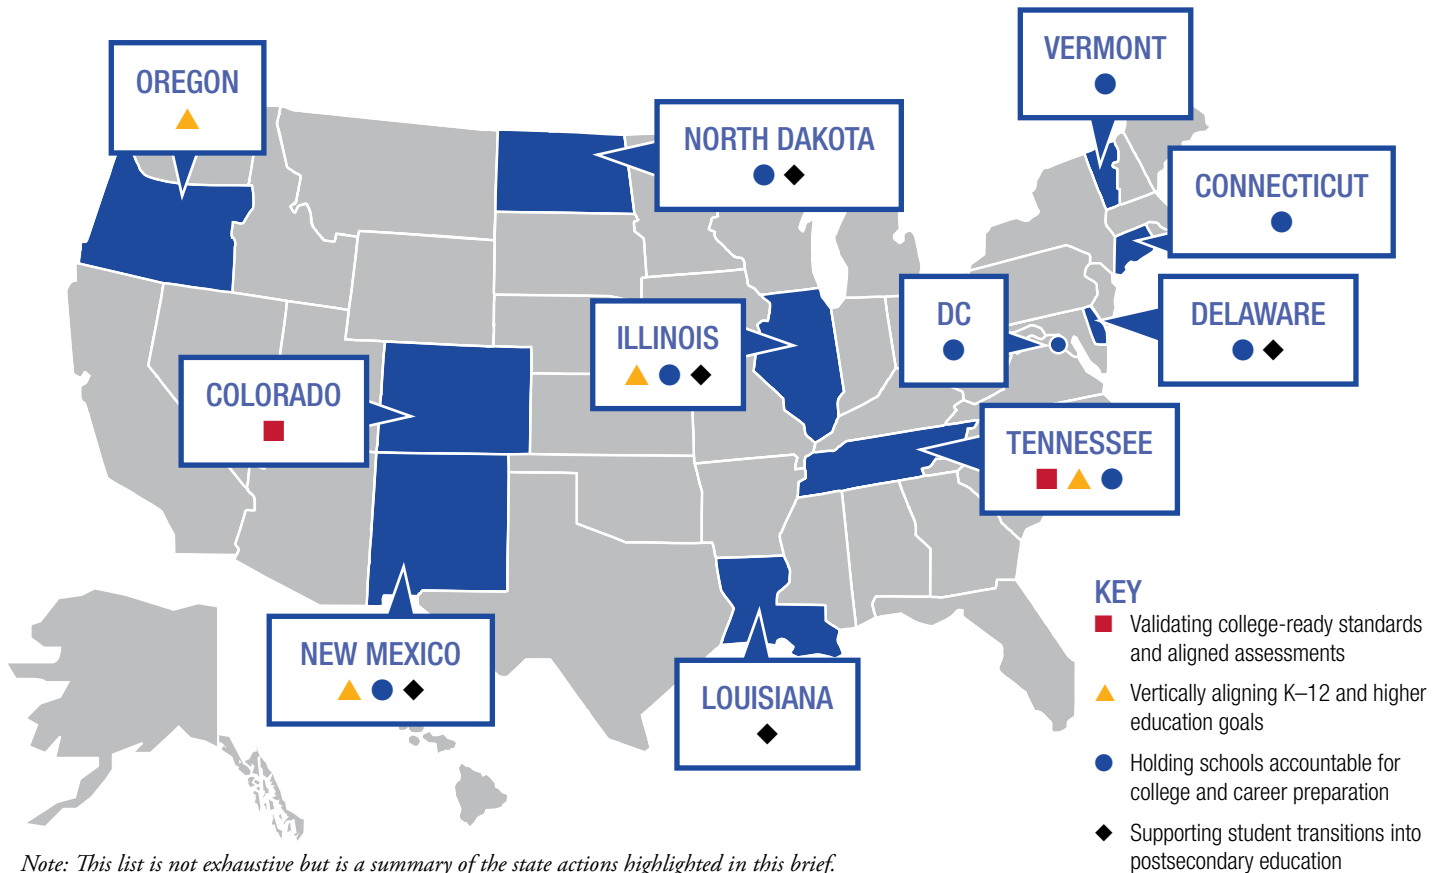 OREGON
VERMONT
NORTH DAKOTA
CONNECTICUT
DC
DELAWARE
ILLINOIS
COLORADO
TENNESSEE
NEW MEXICO
LOUISIANA
KEY
Validating college-ready standards
and aligned assessments
Vertically aligning K–12 and higher
education goals
Holding schools accountable for
college and career preparation
Supporting student transitions into
postsecondary education
Note: This list is not exhaustive but is a summary of the state actions highlighted in this brief.